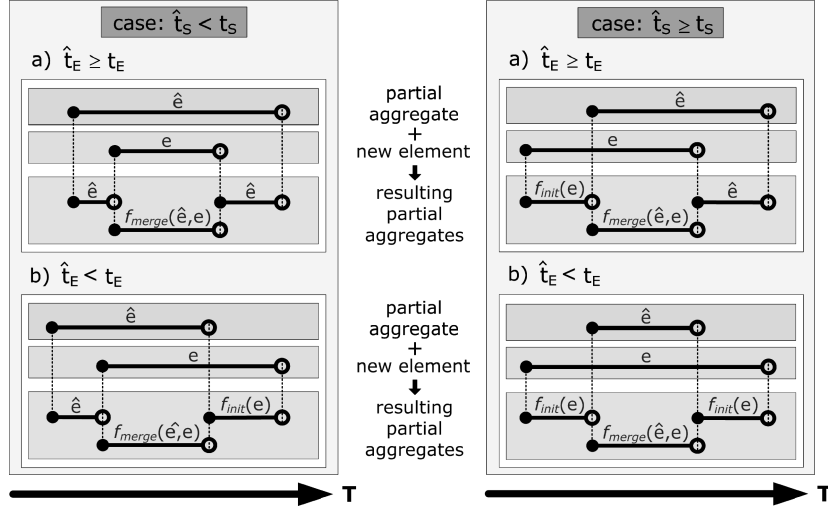 case: t̂S < tS
a) t̂E ≥ tE
ê
e
ê
ê
fmerge(ê,e)
b) t̂E < tE
ê
e
ê
finit(e)
fmerge(ê,e)
T
partial
aggregate
+
new element
resulting
partial
aggregates
partial
aggregate
+
new element
resulting
partial
aggregates
case: t̂S ≥ tS
a) t̂E ≥ tE
ê
e
finit(e)
ê
fmerge(ê,e)
b) t̂E < tE
ê
e
finit(e)
finit(e)
fmerge(ê,e)
T